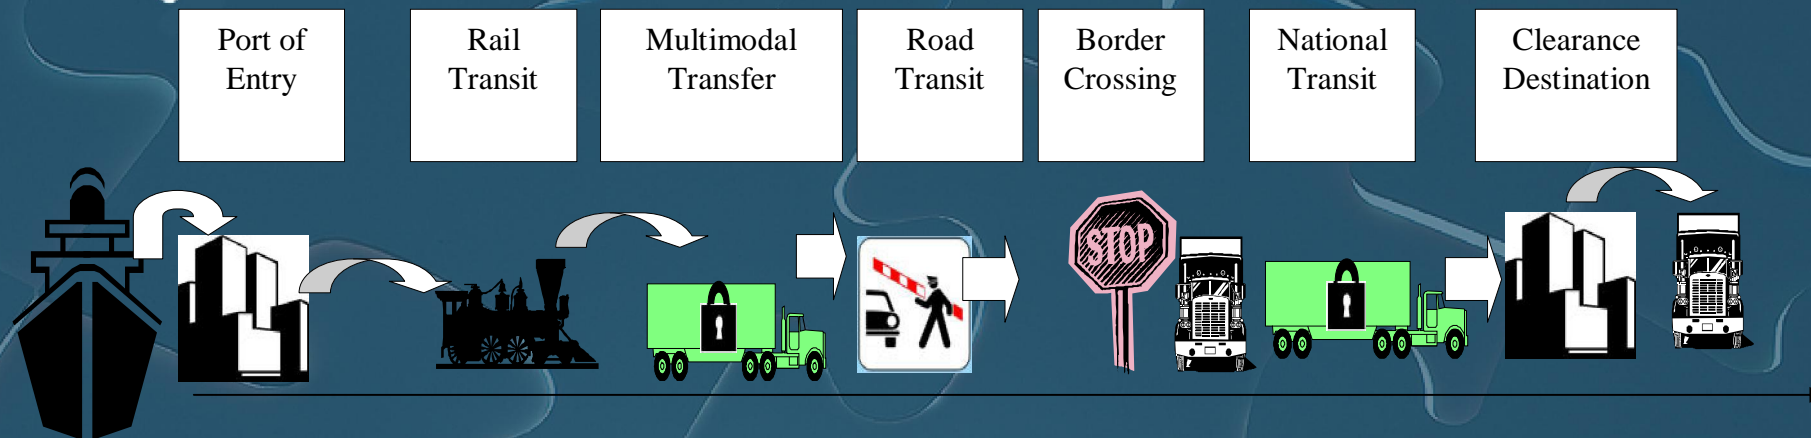 Port of
Entry
Rail
Transit
Multimodal
Transfer
Road
Transit
Border
Crossing
National
Transit
Clearance
Destination
STOP